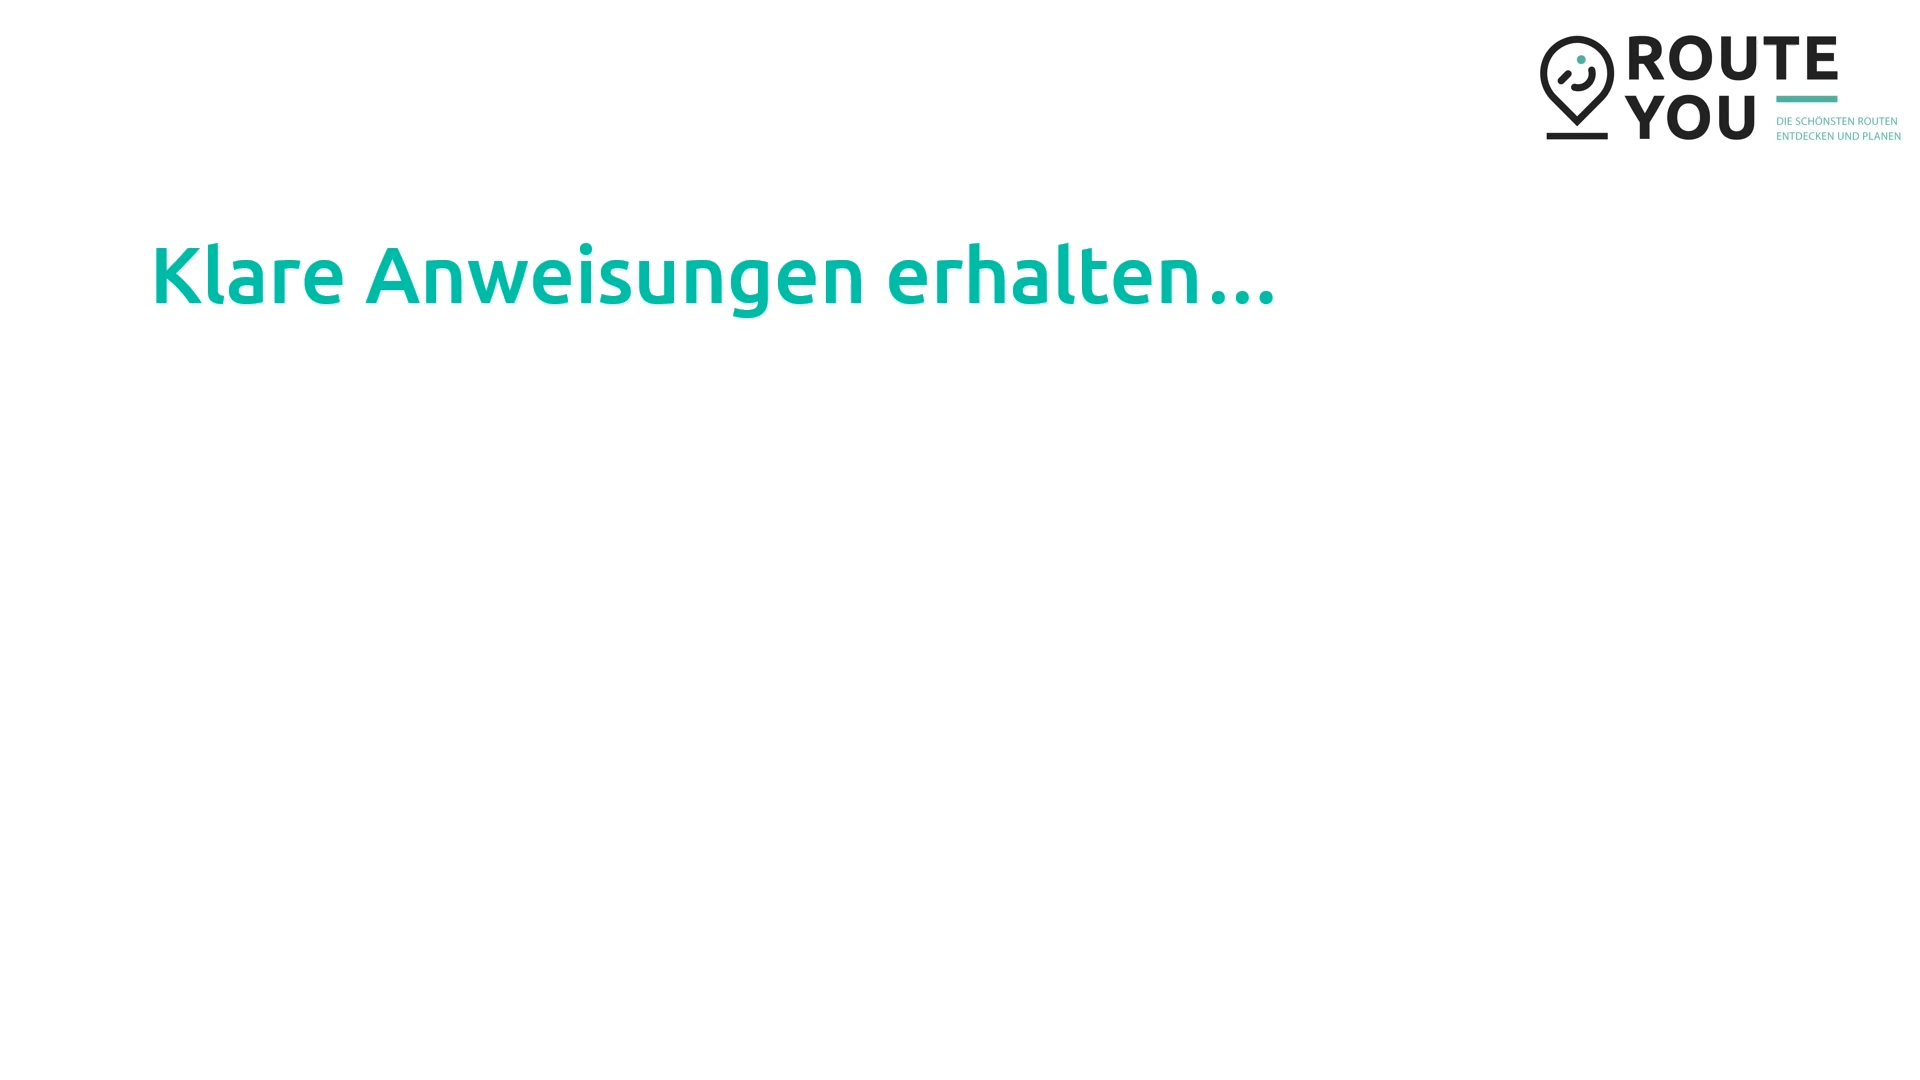 ROUTE
YOU
DIE SCHÖNSTEN ROUTEN
ENTDECKEN UND PLANEN
Klare Anweisungen erhalten...